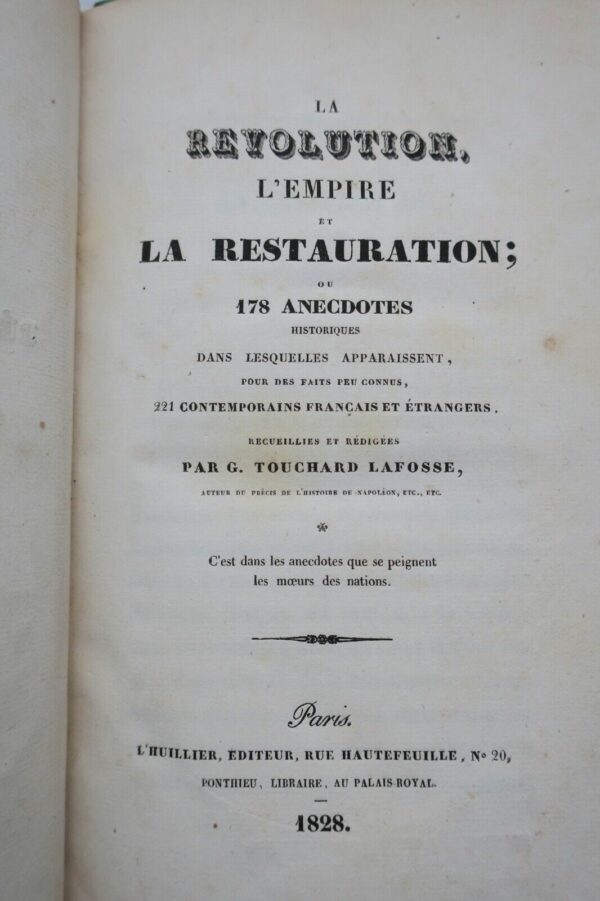 LA
REVOLUTION,
L'EMPIRE
ET
LA RESTAURATION;
OU
178 ANECDOTES
HISTORIQUES
DANS LESQUELLES APPARAISSENT,
POUR DES FAITS PEU CONNUS,
221 CONTEMPORAINS FRANÇAIS ET ÉTRANGERS.
RECUEILLIES ET RÉDIGÉES
PAR G. TOUCHARD LAFOSSE,
AUTEUR DU PRÉCIS DE L'HISTOIRE DE NAPOLÉON, ETC., ETC.
*
C'est dans les anecdotes que se peignent
les mœurs des nations.
Paris.
L'HUILLIER, ÉDITEUR, RUE HAUTEFEUILLE, No 20,
PONTHIEU, LIBRAIRE, AU PALAIS-ROYAL.
1828.